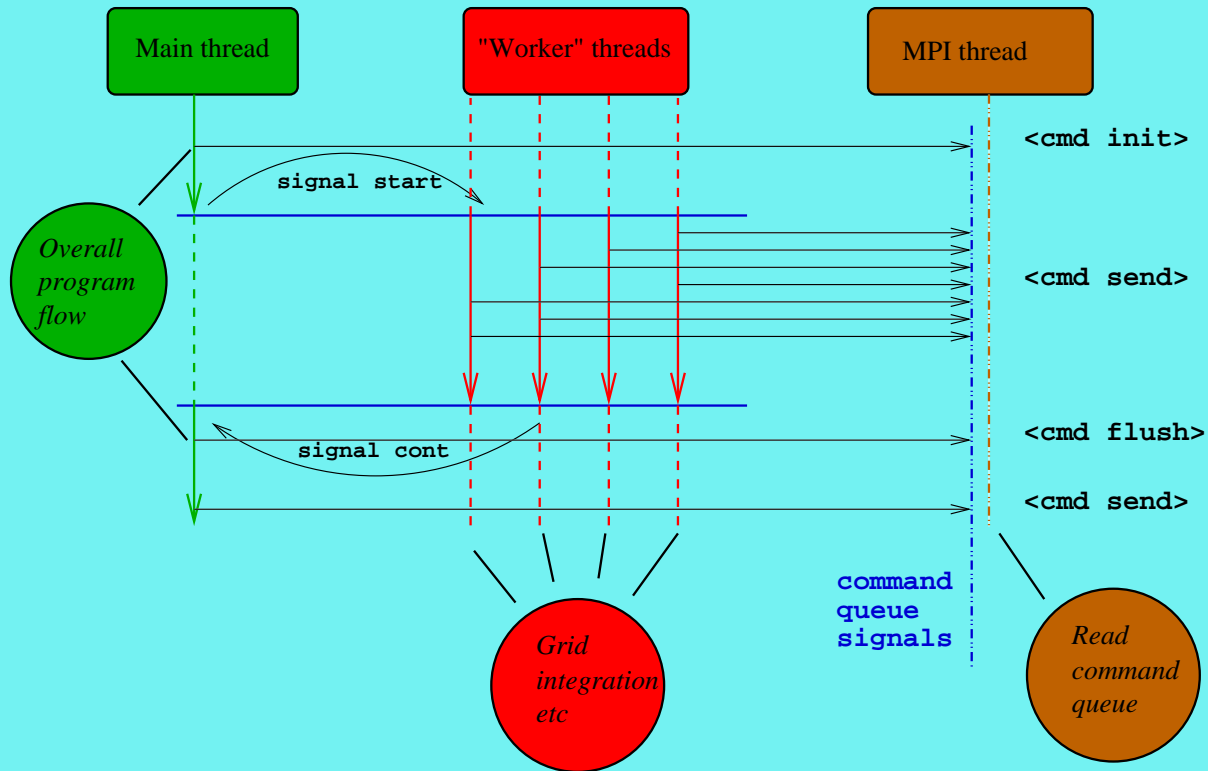 Main thread
"Worker" threads
MPI thread
<cmd init>
signal start
Overall
program
flow
<cmd send>
<cmd flush>
signal cont
<cmd send>
command
queue
signals
Grid
integration
etc
Read
command
queue